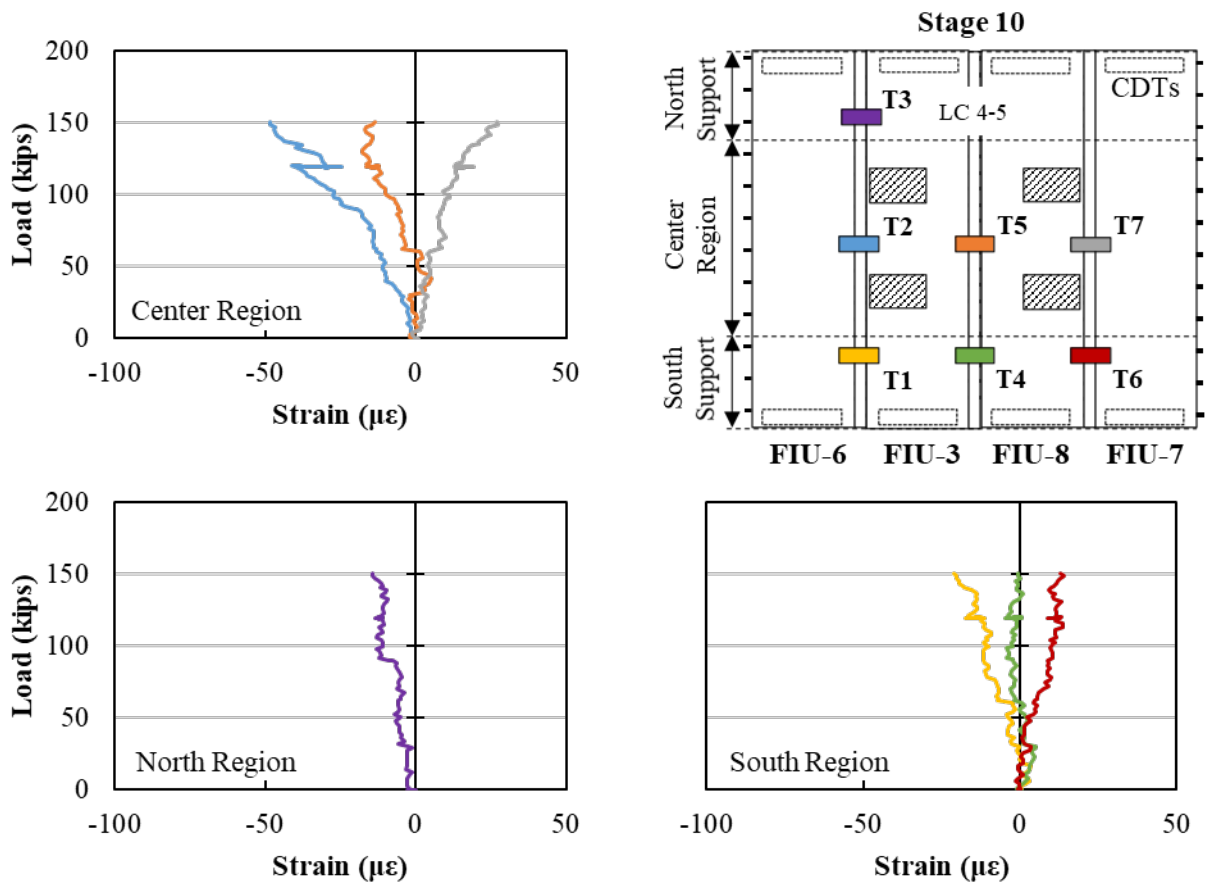 200
150
100
50
0
Load (kips)
Center Region
-100
-50
0
50
Strain (με)
Stage 10
North
Support
Center
Region
South
Support
T3
LC 4-5
CDTs
T2
T5
T7
T1
T4
T6
FIU-6
FIU-3
FIU-8
FIU-7
200
150
100
50
0
Load (kips)
North Region
-100
-50
0
50
Strain (με)
South Region
-100
-50
0
50
Strain (με)